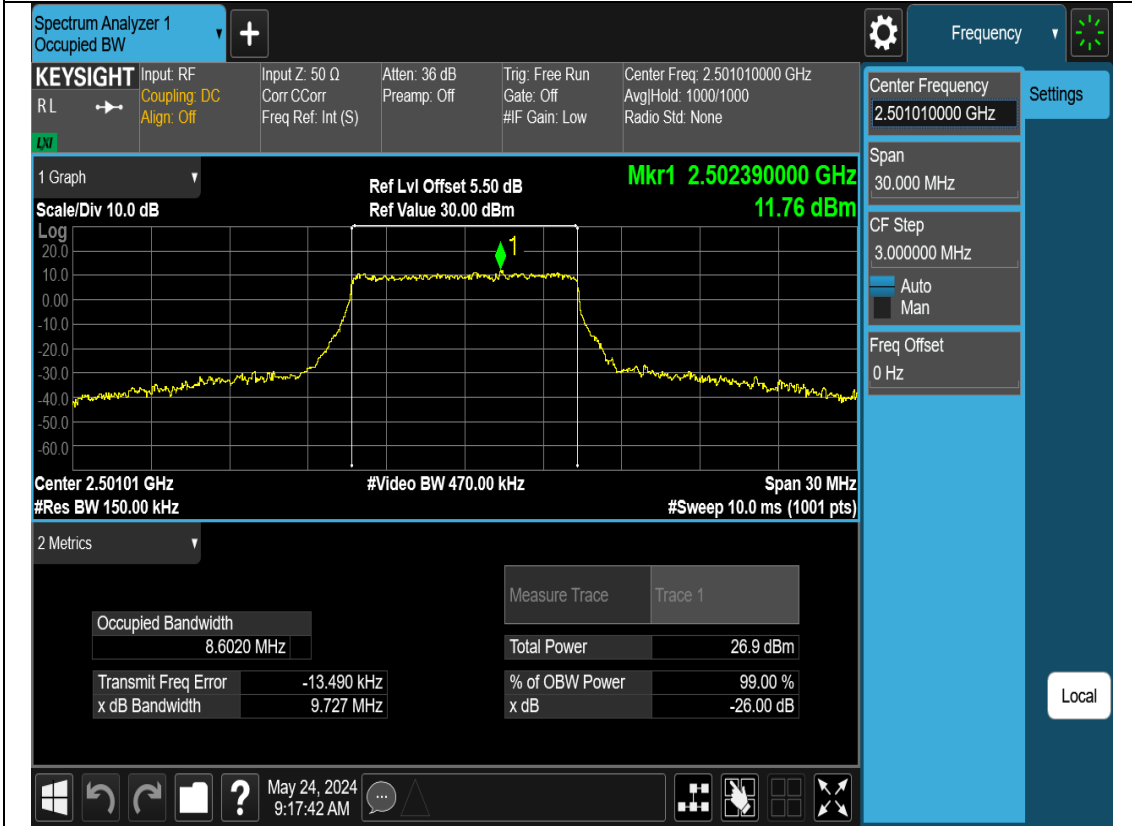 Spectrum Analyzer 1
Occupied BW
+
Frequency
KEYSIGHT
R L
LXI
Input: RF
Coupling: DC
Align: Off
Input Z: 50 Ω
Corr CCorr
Freq Ref: Int (S)
Atten: 36 dB
Preamp: Off
Trig: Free Run
Gate: Off
#IF Gain: Low
Center Freq: 2.501010000 GHz
Avg|Hold: 1000/1000
Radio Std: None
Center Frequency
2.501010000 GHz
Settings
Span
30.000 MHz
CF Step
3.000000 MHz
Auto
Man
Freq Offset
0 Hz
Local
1 Graph
Scale/Div 10.0 dB
Ref Lvl Offset 5.50 dB
Ref Value 30.00 dBm
Mkr1 2.502390000 GHz
11.76 dBm
Log
20.0
10.0
0.00
-10.0
-20.0
-30.0
-40.0
-50.0
-60.0
1
Center 2.50101 GHz
#Video BW 470.00 kHz
Span 30 MHz
#Res BW 150.00 kHz
#Sweep 10.0 ms (1001 pts)
2 Metrics
Measure Trace Trace 1
Occupied Bandwidth
8.6020 MHz
Total Power 26.9 dBm
Transmit Freq Error -13.490 kHz
% of OBW Power 99.00 %
x dB Bandwidth 9.727 MHz
x dB -26.00 dB
?
May 24, 2024
9:17:42 AM